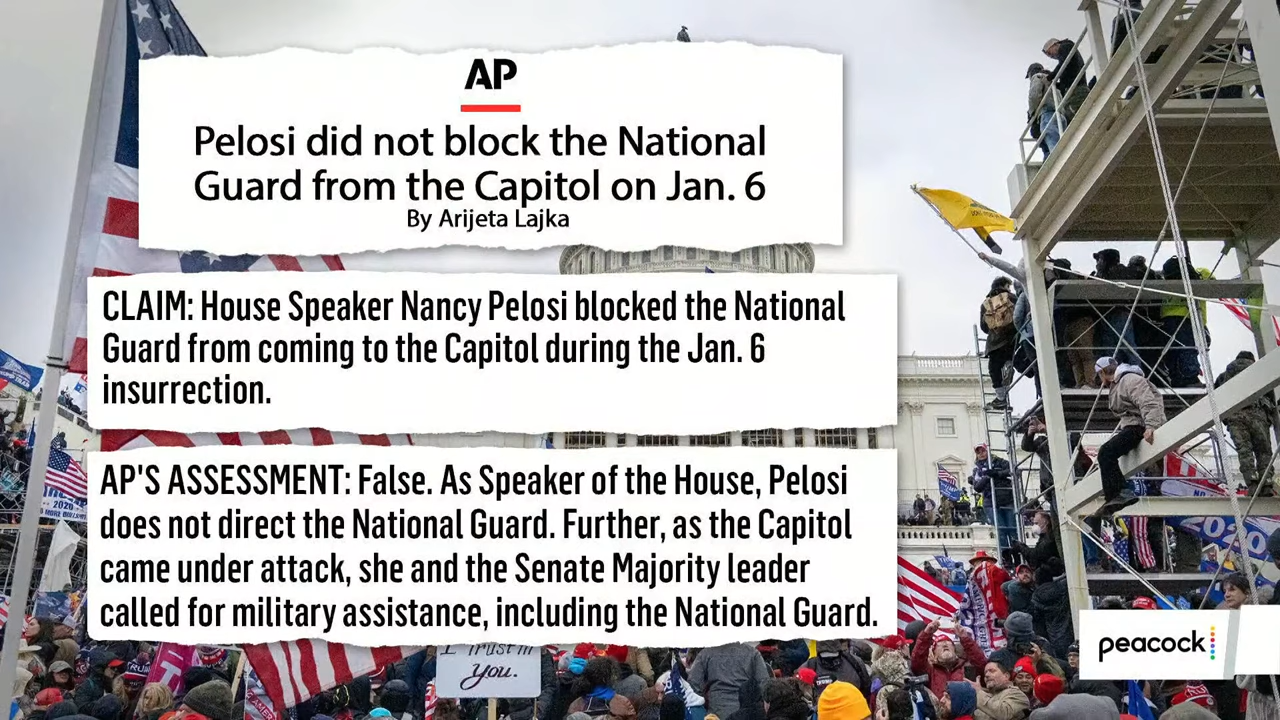 AP
Pelosi did not block the National
Guard from the Capitol on Jan. 6
By Arijeta Lajka
CLAIM: House Speaker Nancy Pelosi blocked the National
Guard from coming to the Capitol during the Jan. 6
insurrection.
AP'S ASSESSMENT: False. As Speaker of the House, Pelosi
does not direct the National Guard. Further, as the Capitol
came under attack, she and the Senate Majority leader
called for military assistance, including the National Guard.
2020
2020
I Trust in
you.
TRUMP
peacock